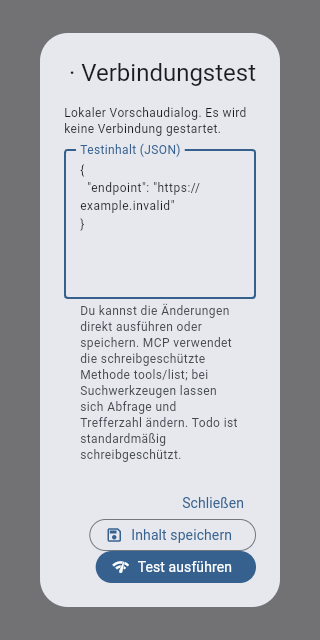 · Verbindungstest
Lokaler Vorschaudialog. Es wird
keine Verbindung gestartet.
Testinhalt (JSON)
{
"endpoint": "https://
example.invalid"
}
Du kannst die Änderungen
direkt ausführen oder
speichern. MCP verwendet
die schreibgeschützte
Methode tools/list; bei
Suchwerkzeugen lassen
sich Abfrage und
Trefferzahl ändern. Todo ist
standardmäßig
schreibgeschützt.
Schließen
Inhalt speichern
Test ausführen